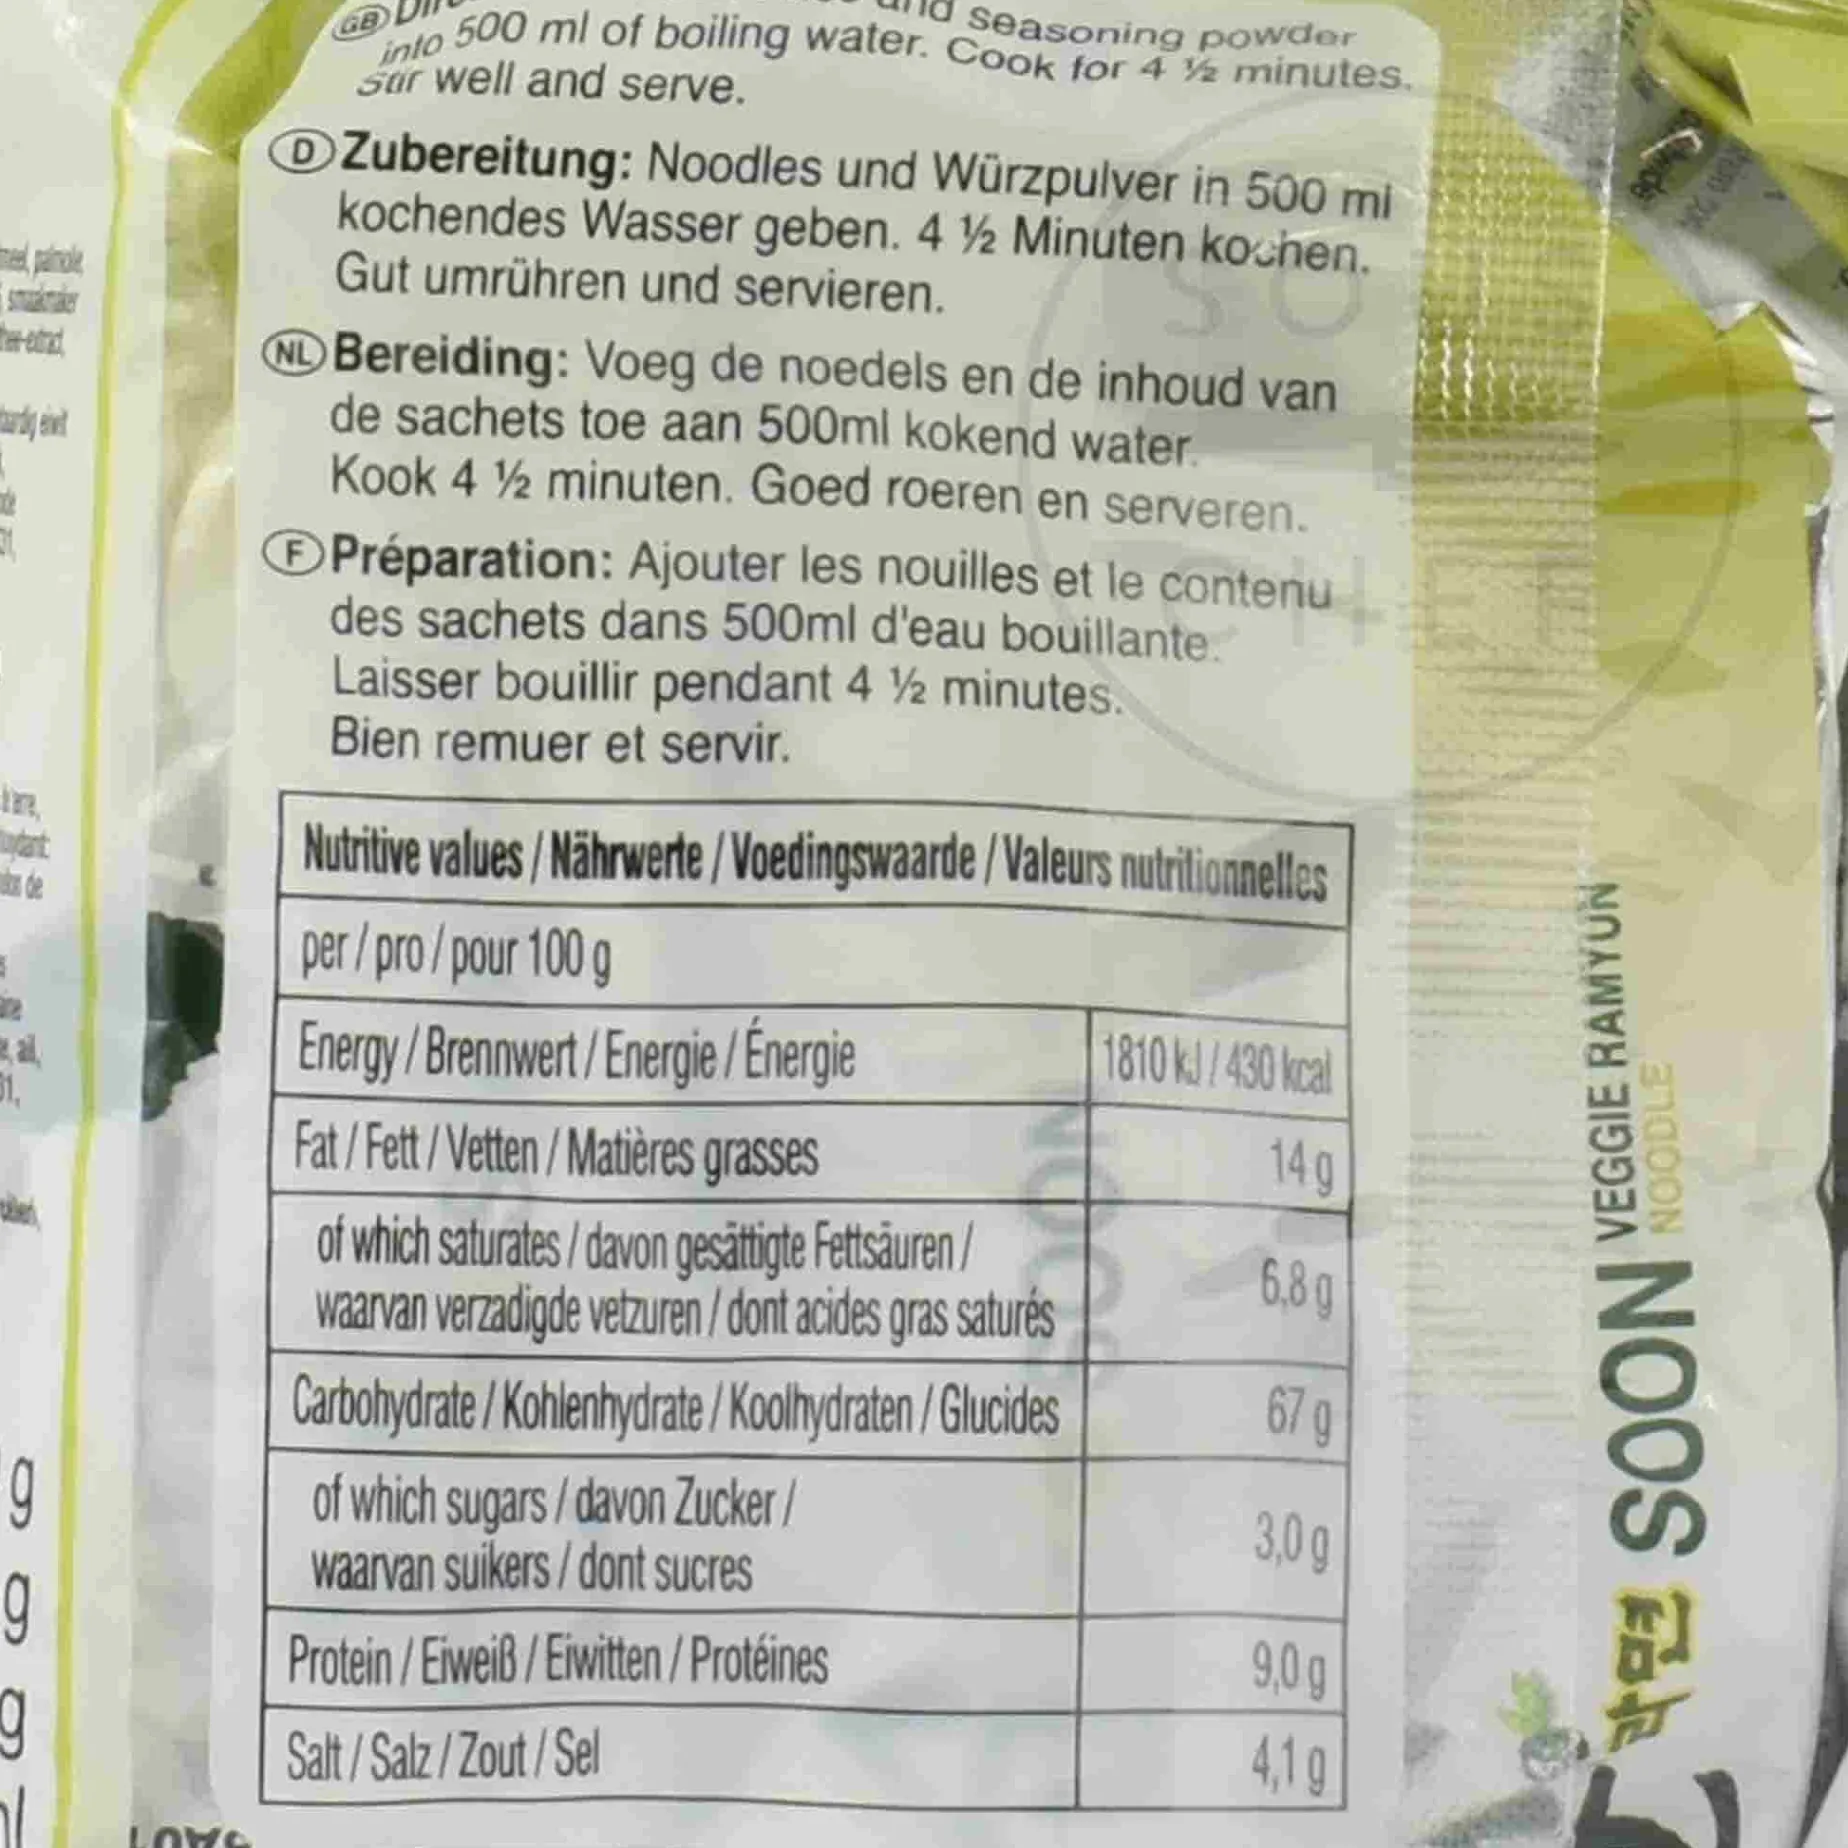 GB
seasoning powder
into 500 ml of boiling water. Cook for 4 ½ minutes.
Stir well and serve.
D Zubereitung: Noodles und Würzpulver in 500 ml
kochendes Wasser geben. 4 ½ Minuten kochen.
Gut umrühren und servieren.
NL Bereiding: Voeg de noedels en de inhoud van
de sachets toe aan 500ml kokend water.
Kook 4 ½ minuten. Goed roeren en serveren.
F Préparation: Ajouter les nouilles et le contenu
des sachets dans 500ml d'eau bouillante.
Laisser bouillir pendant 4 ½ minutes.
Bien remuer et servir.
Nutritive values / Nährwerte / Voedingswaarde / Valeurs nutritionnelles
per / pro / pour 100 g
Energy / Brennwert / Energie / Énergie 1810 kJ / 430 kcal
Fat / Fett / Vetten / Matières grasses 14 g
of which saturates / davon gesättigte Fettsäuren /
waarvan verzadigde vetzuren / dont acides gras saturés 6,8 g
Carbohydrate / Kohlenhydrate / Koolhydraten / Glucides 67 g
of which sugars / davon Zucker /
waarvan suikers / dont sucres 3,0 g
Protein / Eiweiß / Eiwitten / Protéines 9,0 g
Salt / Salz / Zout / Sel 4,1 g
라면 SOON VEGGIE RAMYUN
NOODLE